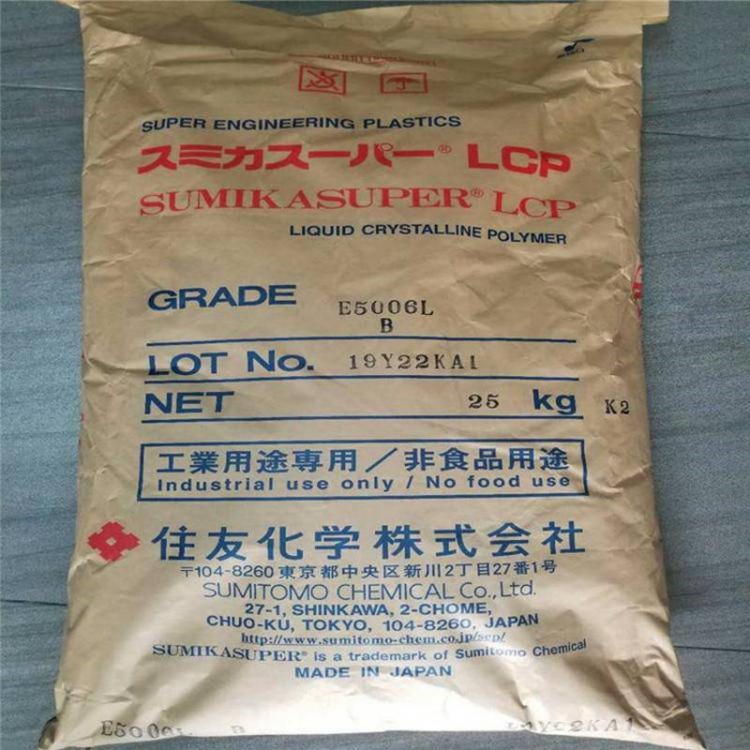 SUPER ENGINEERING PLASTICS
スミカスーパー® LCP
SUMIKASUPER® LCP
LIQUID CRYSTALLINE POLYMER
GRADE E5006L
B
LOT No. 19Y22KA1
NET 25 kg K2
工業用途専用／非食品用途
Industrial use only / No food use
住友化学株式会社
〒104-8260 東京都中央区新川2丁目27番1号
SUMITOMO CHEMICAL Co., Ltd.
27-1, SHINKAWA, 2-CHOME,
CHUO-KU, TOKYO, 104-8260, JAPAN
http://www.sumitomo-chem.co.jp/sep/
SUMIKASUPER® is a trademark of Sumitomo Chemical
MADE IN JAPAN
E5006L B